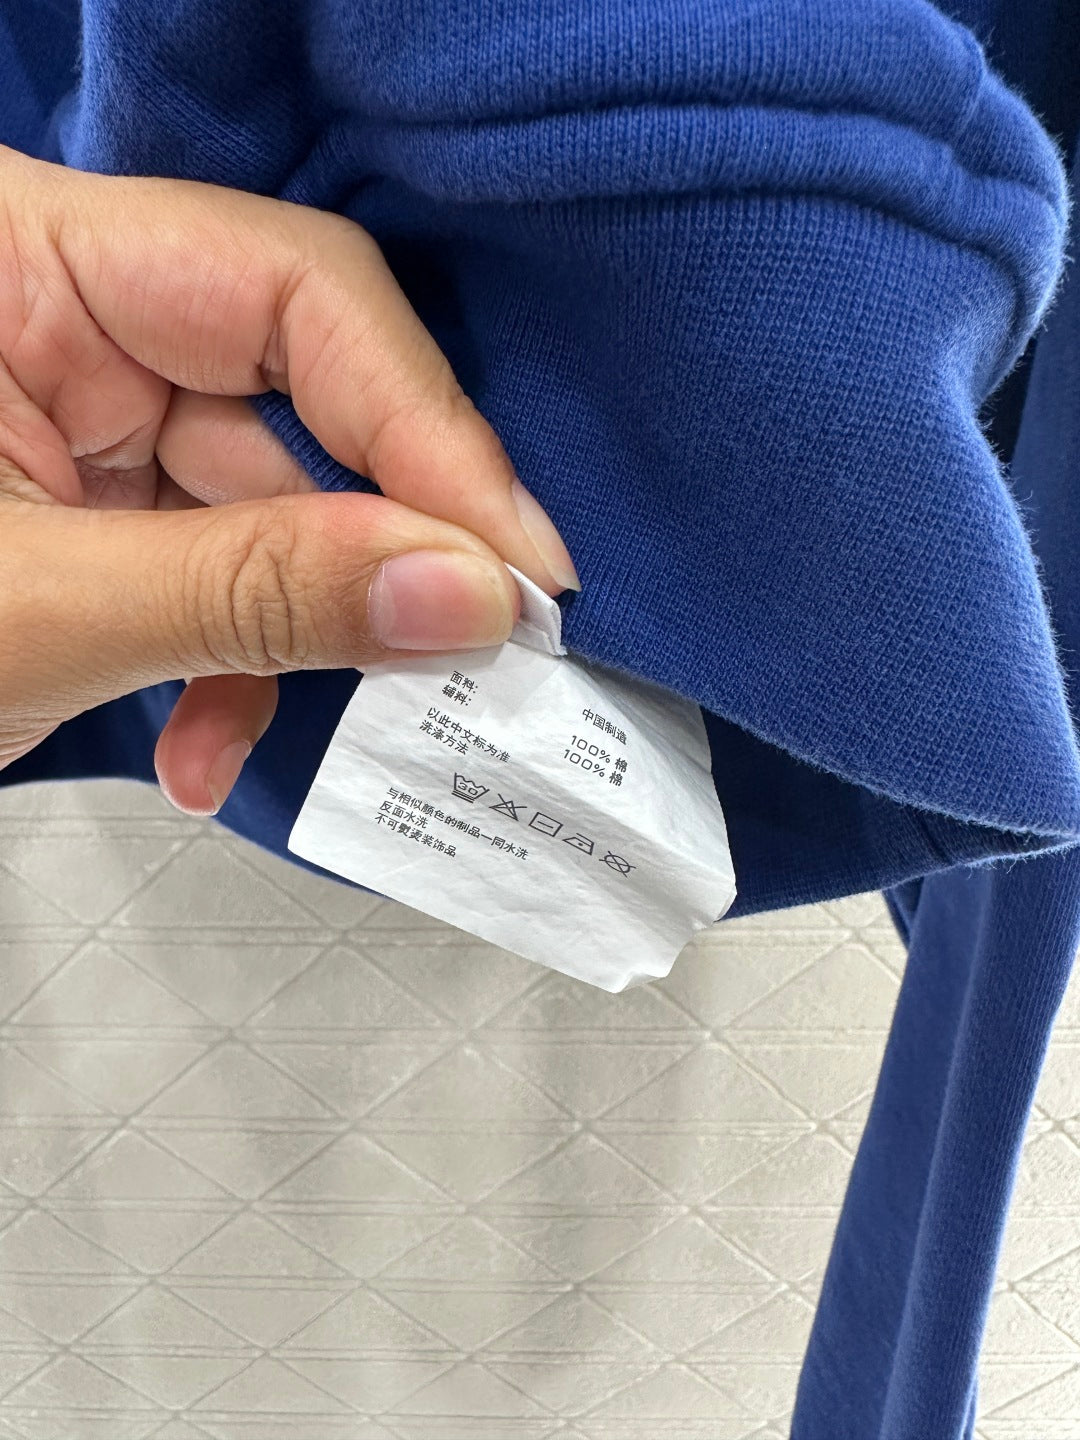 中国制造
面料: 100% 棉
辅料: 100% 棉
以此中文标为准
洗涤方法
30
与相似颜色的制品一同水洗
反面水洗
不可熨烫装饰品